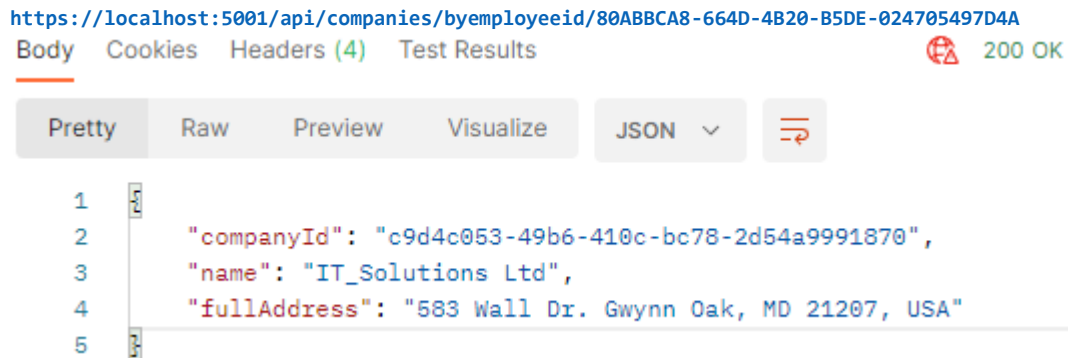 https://localhost:5001/api/companies/byemployeeid/80ABBCA8-664D-4B20-B5DE-024705497D4A
Body Cookies Headers (4) Test Results 200 OK
Pretty Raw Preview Visualize JSON
1 {
2 "companyId": "c9d4c053-49b6-410c-bc78-2d54a9991870",
3 "name": "IT_Solutions Ltd",
4 "fullAddress": "583 Wall Dr. Gwynn Oak, MD 21207, USA"
5 }